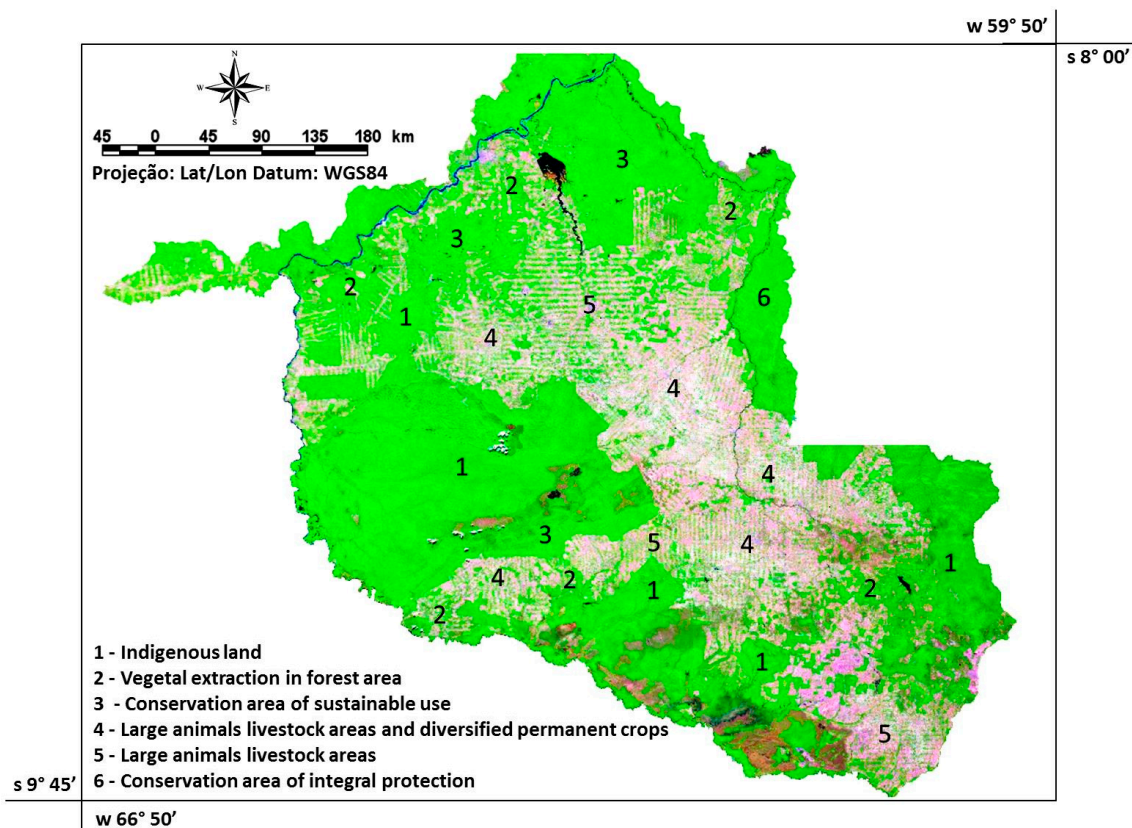 w 59° 50’
s 8° 00’
N
W E
S
45 0 45 90 135 180 km
Projeção: Lat/Lon Datum: WGS84
3
2
2
3
2
6
1
5
4
4
1
4
3
5
4
4
2
1
2
1
2
1
5
1 - Indigenous land
2 - Vegetal extraction in forest area
3 - Conservation area of sustainable use
4 - Large animals livestock areas and diversified permanent crops
5 - Large animals livestock areas
6 - Conservation area of integral protection
s 9° 45’
w 66° 50’